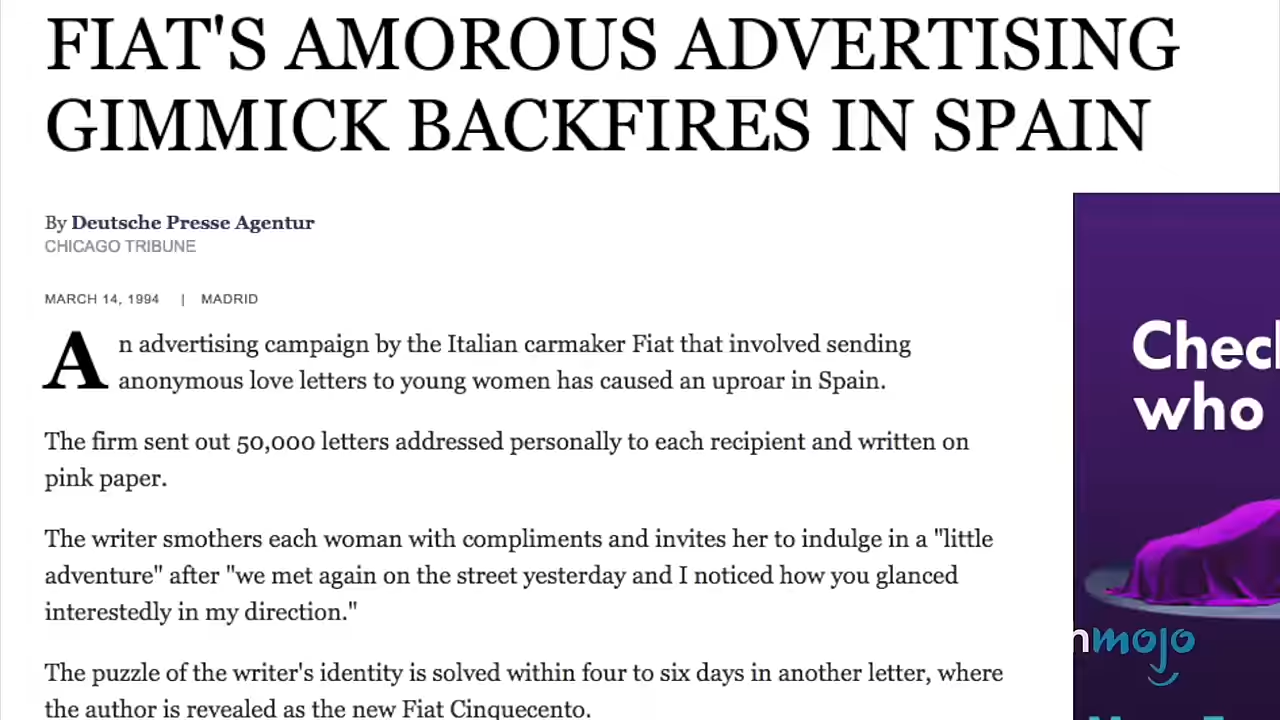 FIAT'S AMOROUS ADVERTISING
GIMMICK BACKFIRES IN SPAIN
By Deutsche Presse Agentur
CHICAGO TRIBUNE
MARCH 14, 1994 | MADRID
An advertising campaign by the Italian carmaker Fiat that involved sending
anonymous love letters to young women has caused an uproar in Spain.
The firm sent out 50,000 letters addressed personally to each recipient and written on
pink paper.
The writer smothers each woman with compliments and invites her to indulge in a "little
adventure" after "we met again on the street yesterday and I noticed how you glanced
interestedly in my direction."
The puzzle of the writer's identity is solved within four to six days in another letter, where
the author is revealed as the new Fiat Cinquecento.
who
mojo